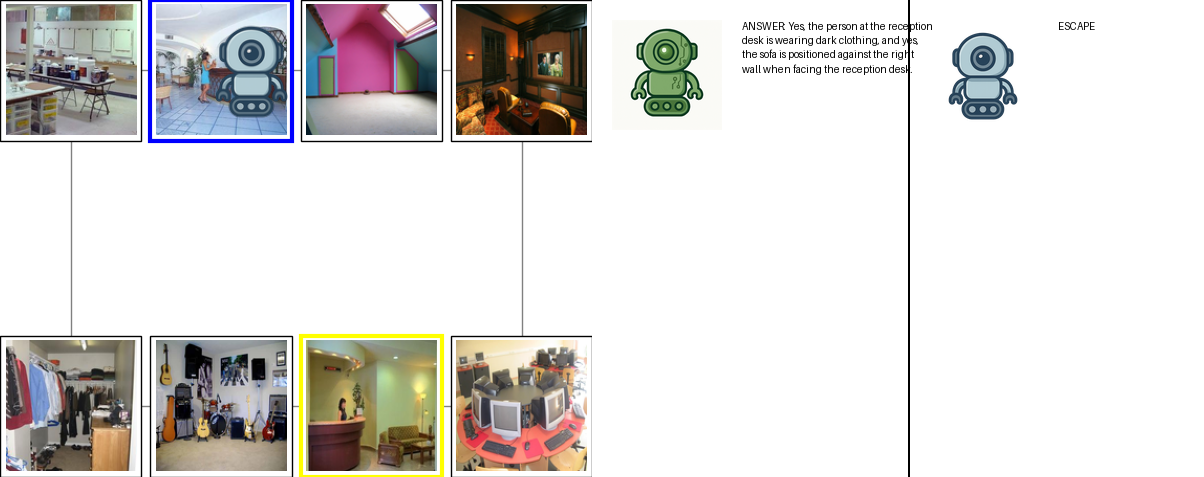 ANSWER: Yes, the person at the reception
desk is wearing dark clothing, and yes,
the sofa is positioned against the right
wall when facing the reception desk.
ESCAPE